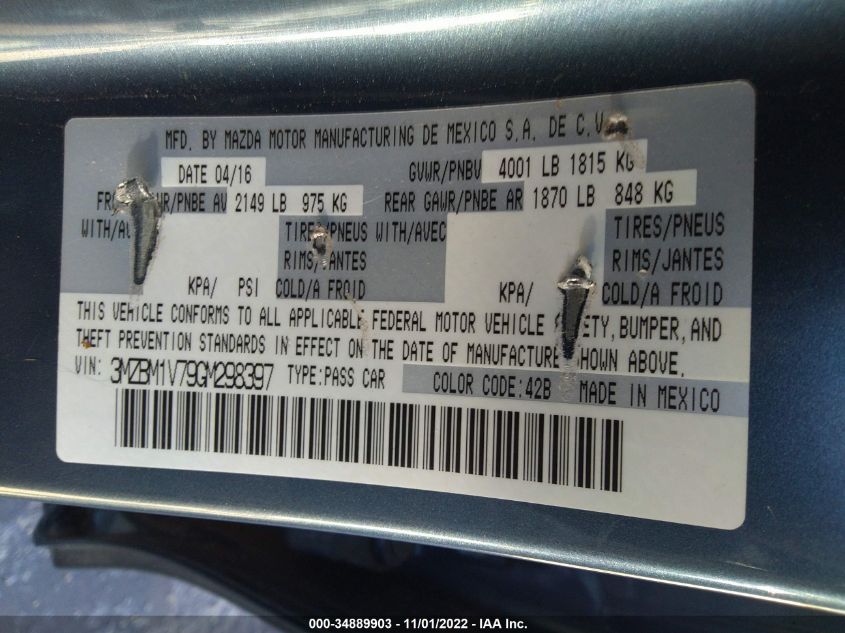 MFD. BY MAZDA MOTOR MANUFACTURING DE MEXICO S.A. DE C.V.
DATE 04/16 GVWR/PNBV 4001 LB 1815 KG
GAWR/PNBE AV 2149 LB 975 KG REAR GAWR/PNBE AR 1870 LB 848 KG
TIRES/PNEUS WITH/AVEC TIRES/PNEUS
RIMS/JANTES RIMS/JANTES
KPA/ PSI COLD/A FROID KPA/ COLD/A FROID
THIS VEHICLE CONFORMS TO ALL APPLICABLE FEDERAL MOTOR VEHICLE SAFETY, BUMPER, AND
THEFT PREVENTION STANDARDS IN EFFECT ON THE DATE OF MANUFACTURE SHOWN ABOVE.
VIN: 3MZBM1V79GM298397 TYPE:PASS CAR COLOR CODE:42B MADE IN MEXICO
000-34889903 - 11/01/2022 - IAA Inc.